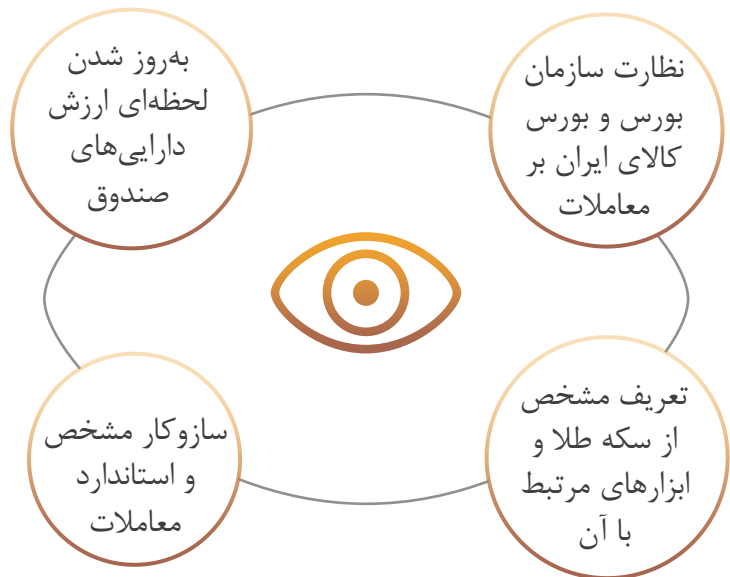 نظارت سازمان
بورس و بورس
کالای ایران بر
معاملات
به‌روز شدن
لحظه‌ای ارزش
دارایی‌های
صندوق
تعریف مشخص
از سکه طلا و
ابزارهای مرتبط
با آن
سازوکار مشخص
و استاندارد
معاملات